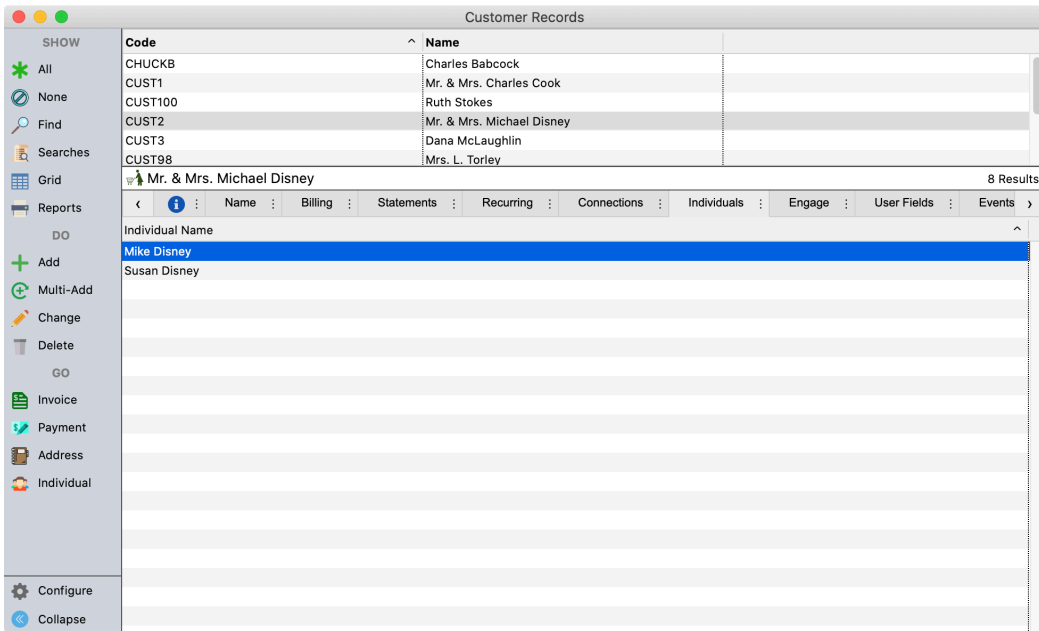 Customer Records
SHOW
All
None
Find
Searches
Grid
Reports
DO
Add
Multi-Add
Change
Delete
GO
Invoice
Payment
Address
Individual
Configure
Collapse
Code Name
CHUCKB Charles Babcock
CUST1 Mr. & Mrs. Charles Cook
CUST100 Ruth Stokes
CUST2 Mr. & Mrs. Michael Disney
CUST3 Dana McLaughlin
CUST98 Mrs. L. Torley
Mr. & Mrs. Michael Disney 8 Results
Name Billing Statements Recurring Connections Individuals Engage User Fields Events
Individual Name
Mike Disney
Susan Disney